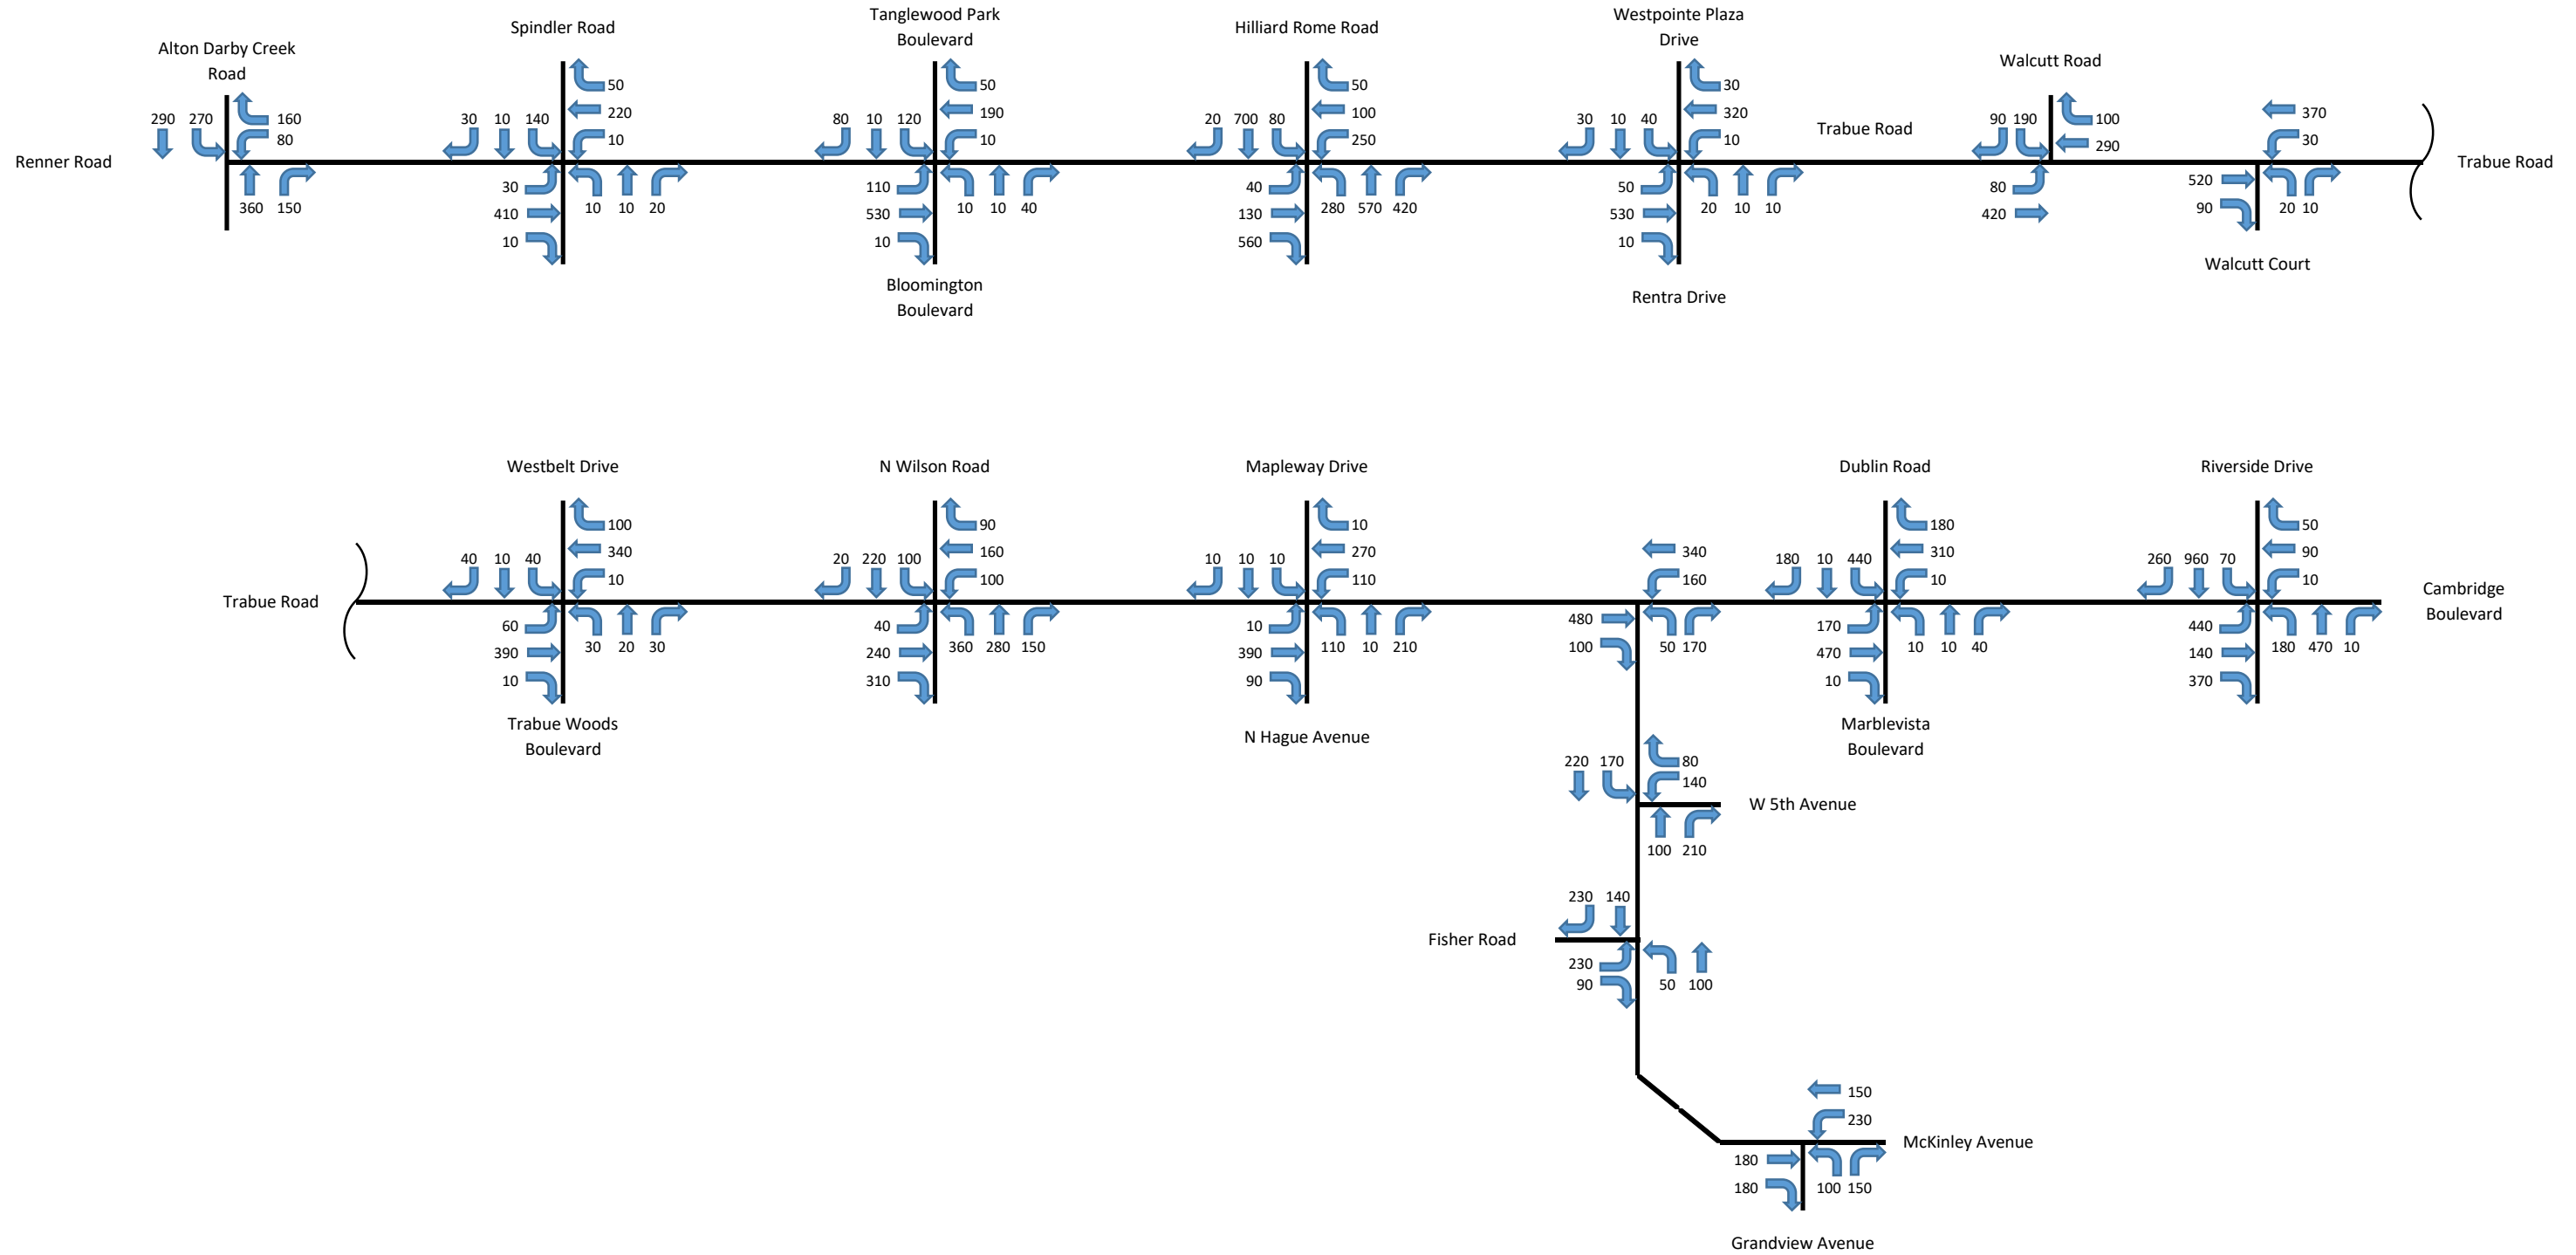 Alton Darby Creek
Road
Spindler Road
Tanglewood Park
Boulevard
Hilliard Rome Road
Westpointe Plaza
Drive
Walcutt Road
Renner Road
Trabue Road
Trabue Road
290 270
160
80
360 150
30 10 140
50
220
10
30
410
10
10 10 20
80 10 120
50
190
10
110
530
10
10 10 40
Bloomington
Boulevard
20 700 80
50
100
250
40
130
560
280 570 420
30 10 40
30
320
10
50
530
10
20 10 10
Rentra Drive
90 190
100
290
80
420
370
30
520
90
20 10
Walcutt Court
Westbelt Drive
N Wilson Road
Mapleway Drive
Dublin Road
Riverside Drive
Trabue Road
Cambridge
Boulevard
40 10 40
100
340
10
60
390
10
30 20 30
Trabue Woods
Boulevard
20 220 100
90
160
100
40
240
310
360 280 150
10 10 10
10
270
110
10
390
90
110 10 210
N Hague Avenue
340
160
480
100
50 170
180 10 440
180
310
10
170
470
10
10 10 40
Marblevista
Boulevard
260 960 70
50
90
10
440
140
370
180 470 10
220 170
80
140
W 5th Avenue
100 210
230 140
Fisher Road
230
90
50 100
150
230
McKinley Avenue
180
180
100 150
Grandview Avenue